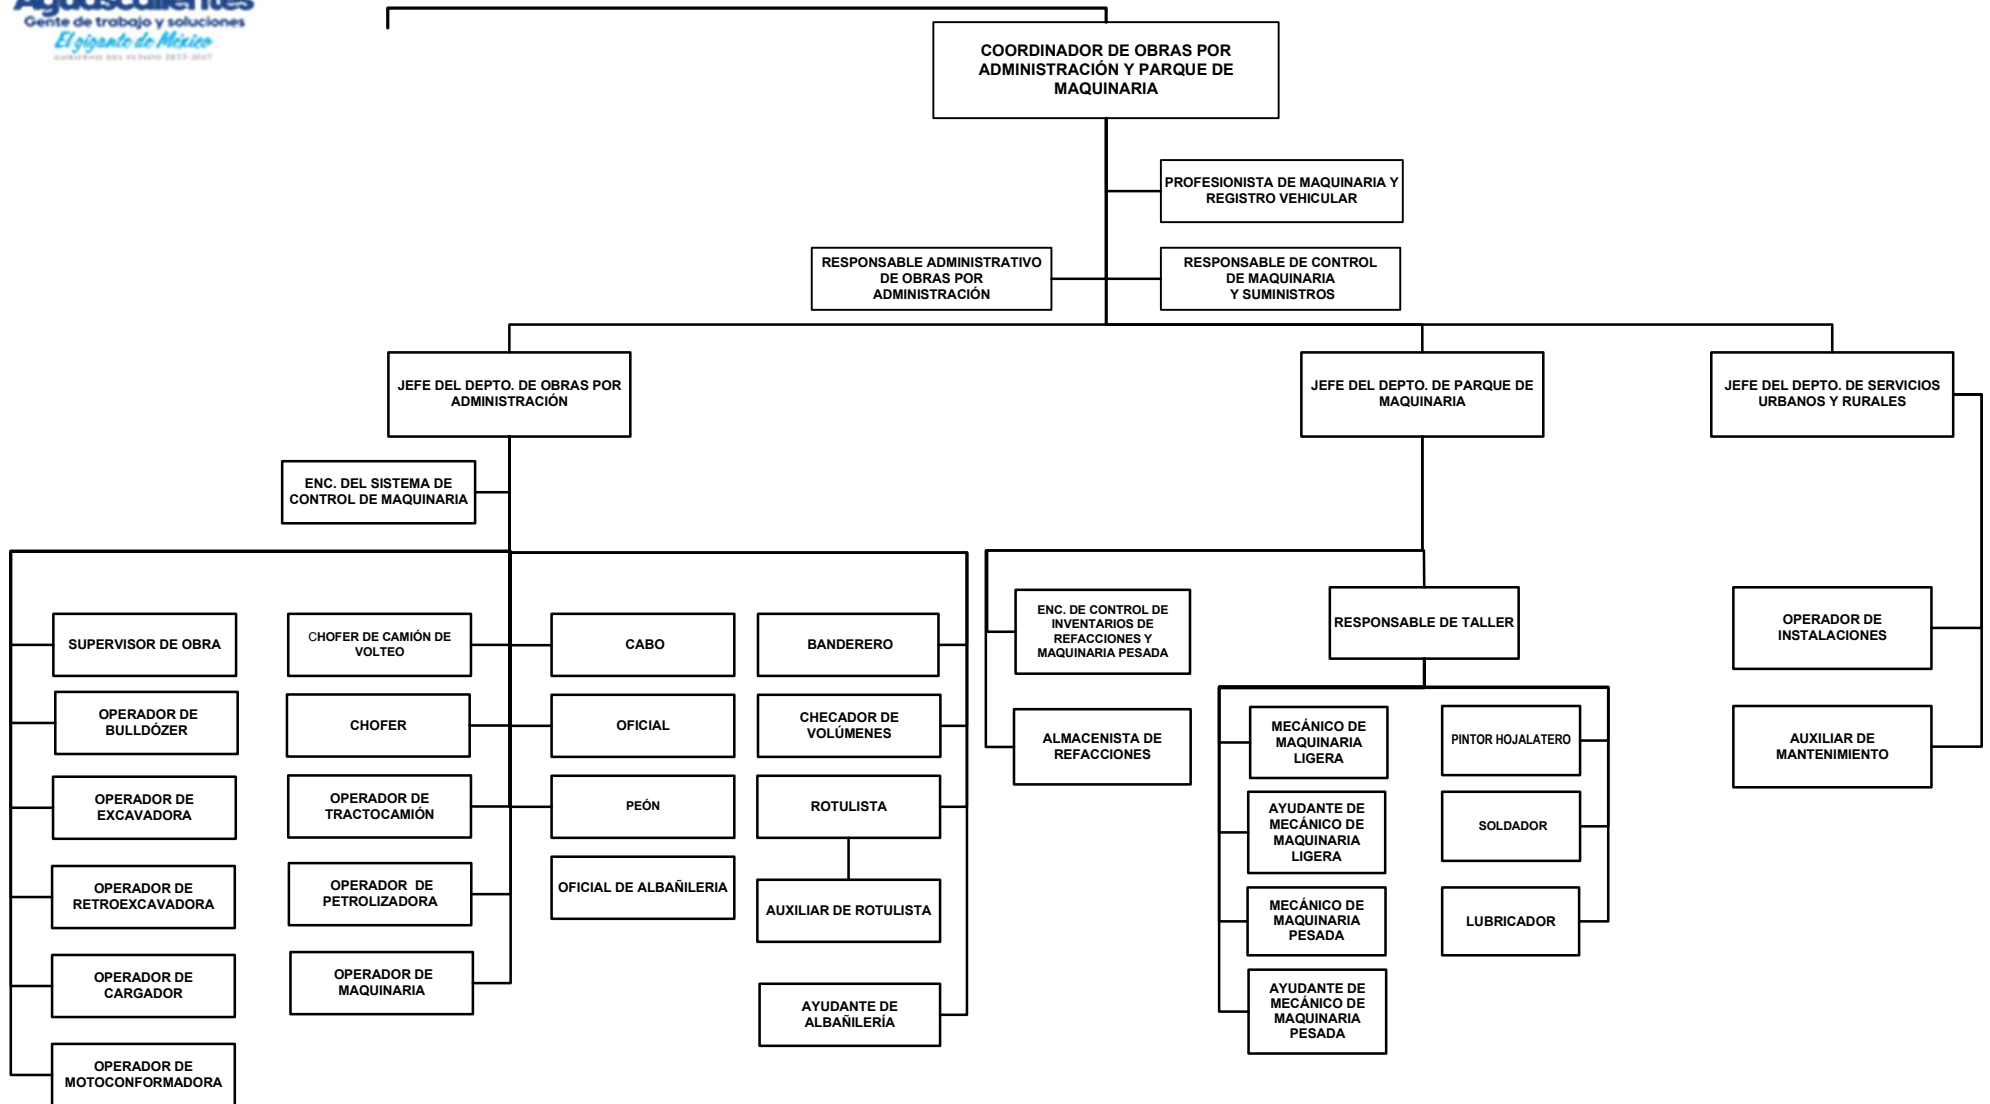 Aguascalientes
Gente de trabajo y soluciones
El gigante de México
COORDINADOR DE OBRAS POR
ADMINISTRACIÓN Y PARQUE DE
MAQUINARIA
PROFESIONISTA DE MAQUINARIA Y
REGISTRO VEHICULAR
RESPONSABLE ADMINISTRATIVO
DE OBRAS POR
ADMINISTRACIÓN
RESPONSABLE DE CONTROL
DE MAQUINARIA
Y SUMINISTROS
JEFE DEL DEPTO. DE OBRAS POR
ADMINISTRACIÓN
JEFE DEL DEPTO. DE PARQUE DE
MAQUINARIA
JEFE DEL DEPTO. DE SERVICIOS
URBANOS Y RURALES
ENC. DEL SISTEMA DE
CONTROL DE MAQUINARIA
SUPERVISOR DE OBRA
OPERADOR DE
BULLDÓZER
OPERADOR DE
EXCAVADORA
OPERADOR DE
RETROEXCAVADORA
OPERADOR DE
CARGADOR
OPERADOR DE
MOTOCONFORMADORA
CHOFER DE CAMIÓN DE
VOLTEO
CHOFER
OPERADOR DE
TRACTOCAMIÓN
OPERADOR DE
PETROLIZADORA
OPERADOR DE
MAQUINARIA
CABO
OFICIAL
PEÓN
OFICIAL DE ALBAÑILERIA
BANDERERO
CHECADOR DE
VOLÚMENES
ROTULISTA
AUXILIAR DE ROTULISTA
AYUDANTE DE
ALBAÑILERÍA
ENC. DE CONTROL DE
INVENTARIOS DE
REFACCIONES Y
MAQUINARIA PESADA
ALMACENISTA DE
REFACCIONES
RESPONSABLE DE TALLER
MECÁNICO DE
MAQUINARIA
LIGERA
AYUDANTE DE
MECÁNICO DE
MAQUINARIA
LIGERA
MECÁNICO DE
MAQUINARIA
PESADA
AYUDANTE DE
MECÁNICO DE
MAQUINARIA
PESADA
PINTOR HOJALATERO
SOLDADOR
LUBRICADOR
OPERADOR DE
INSTALACIONES
AUXILIAR DE
MANTENIMIENTO